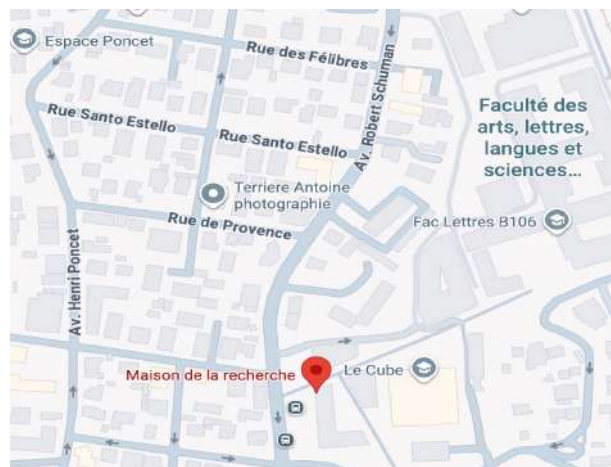 Espace Poncet
Rue des Félibres
Av. Robert Schuman
Faculté des
arts, lettres,
langues et
sciences...
Rue Santo Estello
Rue Santo Estello
Terriere Antoine
photographie
Rue de Provence
Fac Lettres B106
Av. Henri Poncet
Maison de la recherche
Le Cube